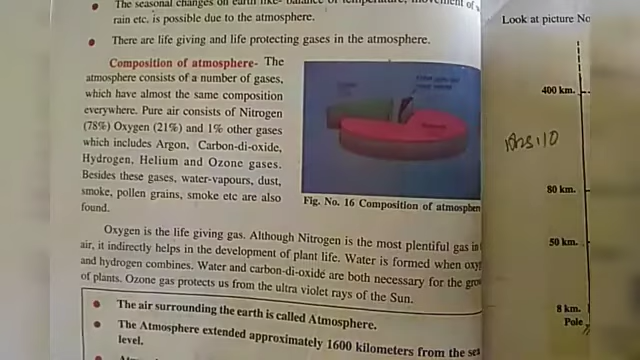 The seasonal changes on earth like- balance of temperature, movement of
rain etc. is possible due to the atmosphere.
There are life giving and life protecting gases in the atmosphere.
Composition of atmosphere- The
atmosphere consists of a number of gases,
which have almost the same composition
everywhere. Pure air consists of Nitrogen
(78%) Oxygen (21%) and 1% other gases
which includes Argon, Carbon-di-oxide,
Hydrogen, Helium and Ozone gases.
Besides these gases, water-vapours, dust,
smoke, pollen grains, smoke etc are also
found.
Fig. No. 16 Composition of atmospher
Oxygen is the life giving gas. Although Nitrogen is the most plentiful gas in
air, it indirectly helps in the development of plant life. Water is formed when oxy
and hydrogen combines. Water and carbon-di-oxide are both necessary for the grow
of plants. Ozone gas protects us from the ultra violet rays of the Sun.
The air surrounding the earth is called Atmosphere.
The Atmosphere extended approximately 1600 kilometers from the sea
level.
Look at picture No
400 km.
80 km.
50 km.
8 km.
Pole